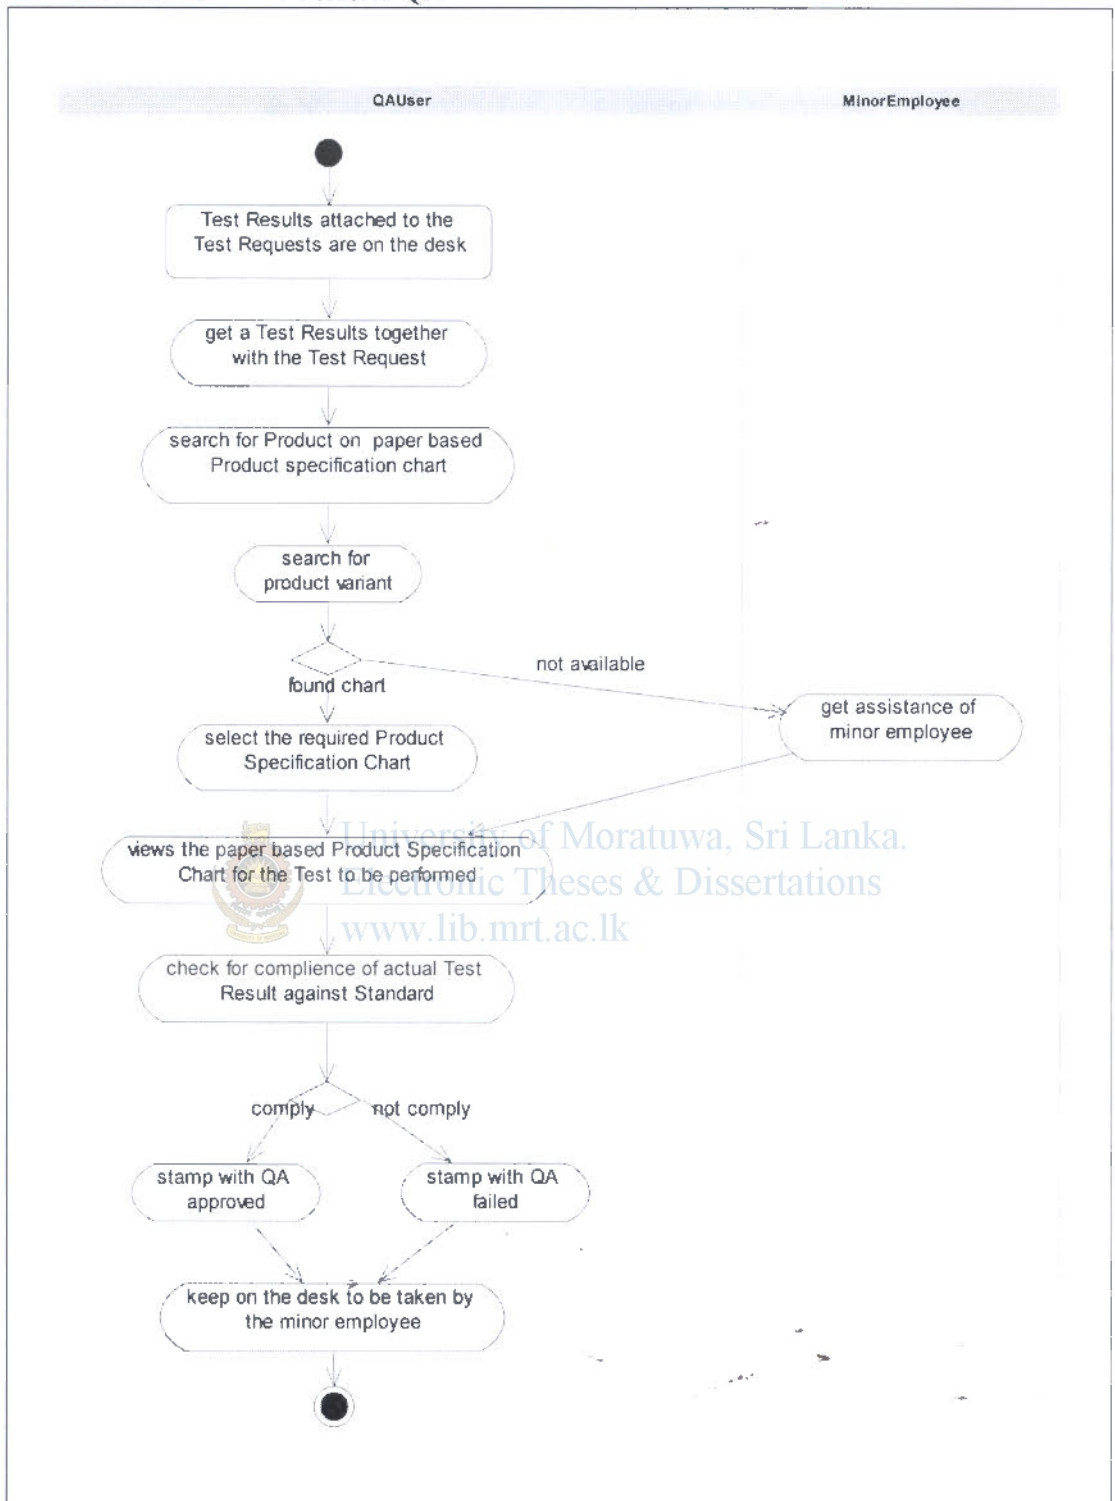 QAUser
MinorEmployee
Test Results attached to the
Test Requests are on the desk
get a Test Results together
with the Test Request
search for Product on paper based
Product specification chart
search for
product variant
not available
found chart
get assistance of
minor employee
select the required Product
Specification Chart
University of Moratuwa, Sri Lanka.
views the paper based Product Specification
Chart for the Test to be performed
Electronic Theses & Dissertations
www.lib.mrt.ac.lk
check for complience of actual Test
Result against Standard
comply
not comply
stamp with QA
approved
stamp with QA
failed
keep on the desk to be taken by
the minor employee